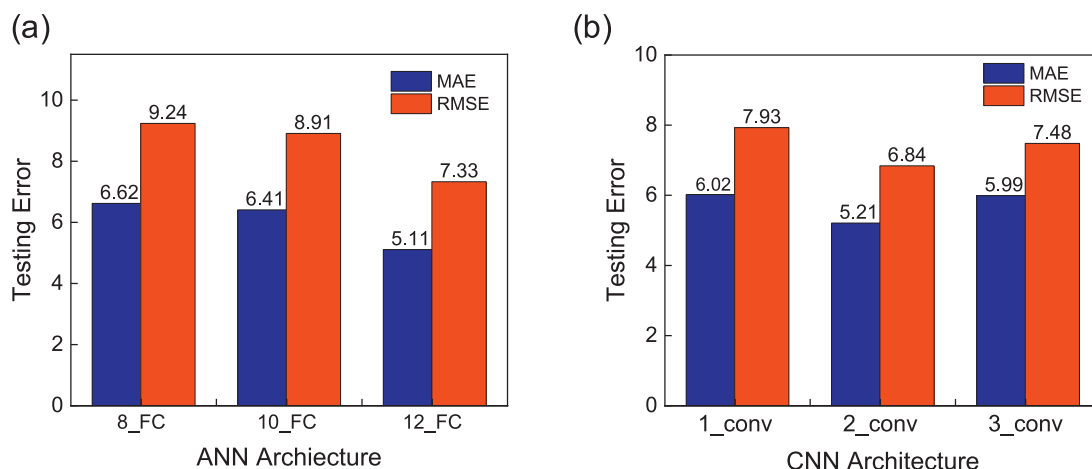 (a)
MAE
RMSE
Testing Error
10
8
6
4
2
0
6.62
9.24
6.41
8.91
5.11
7.33
8_FC
10_FC
12_FC
ANN Archiecture
(b)
MAE
RMSE
Testing Error
10
8
6
4
2
0
6.02
7.93
5.21
6.84
5.99
7.48
1_conv
2_conv
3_conv
CNN Architecture